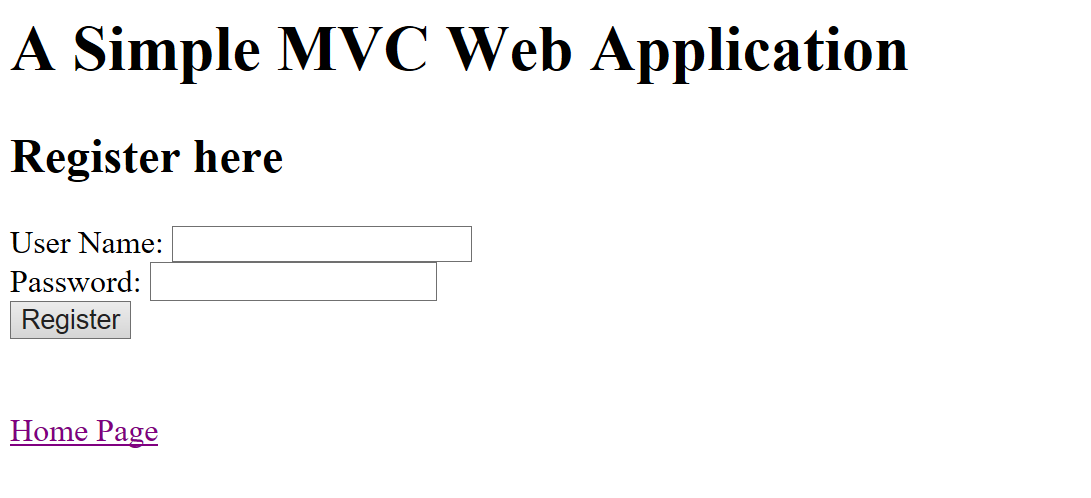 A Simple MVC Web Application
Register here
User Name:
Password:
Register
Home Page